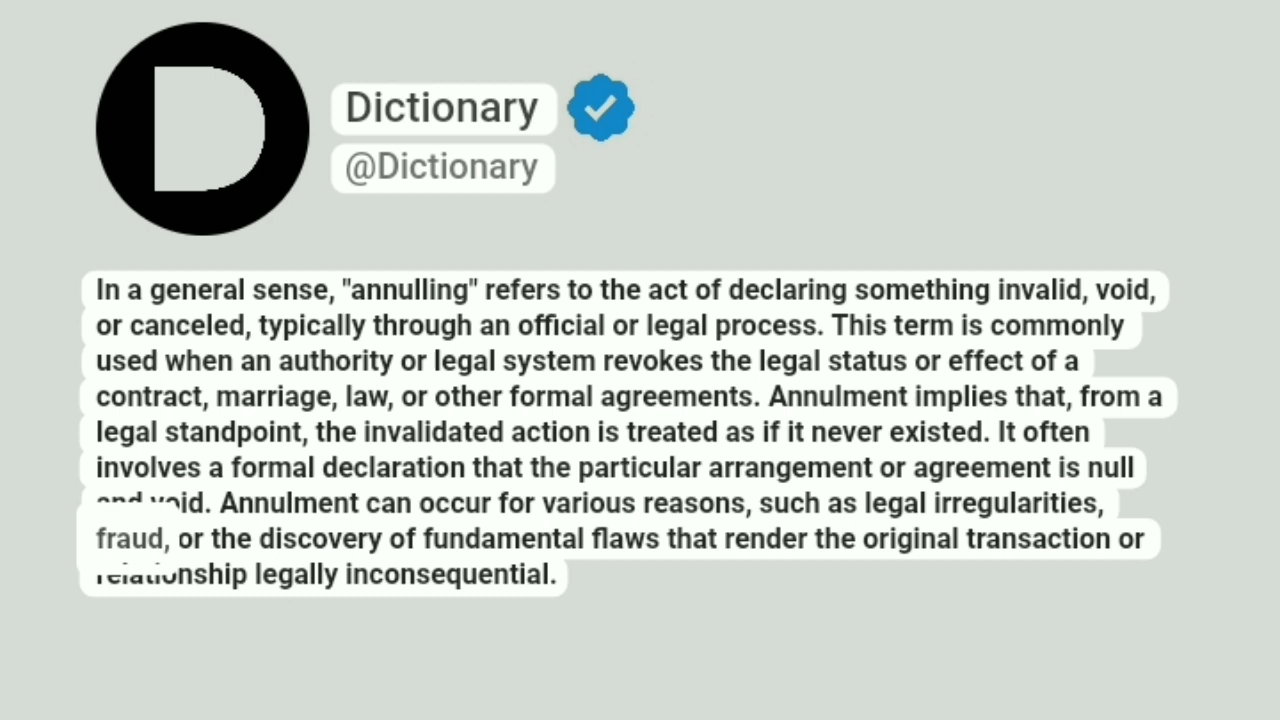 D
Dictionary
@Dictionary
In a general sense, "annulling" refers to the act of declaring something invalid, void,
or canceled, typically through an official or legal process. This term is commonly
used when an authority or legal system revokes the legal status or effect of a
contract, marriage, law, or other formal agreements. Annulment implies that, from a
legal standpoint, the invalidated action is treated as if it never existed. It often
involves a formal declaration that the particular arrangement or agreement is null
and void. Annulment can occur for various reasons, such as legal irregularities,
fraud, or the discovery of fundamental flaws that render the original transaction or
relationship legally inconsequential.